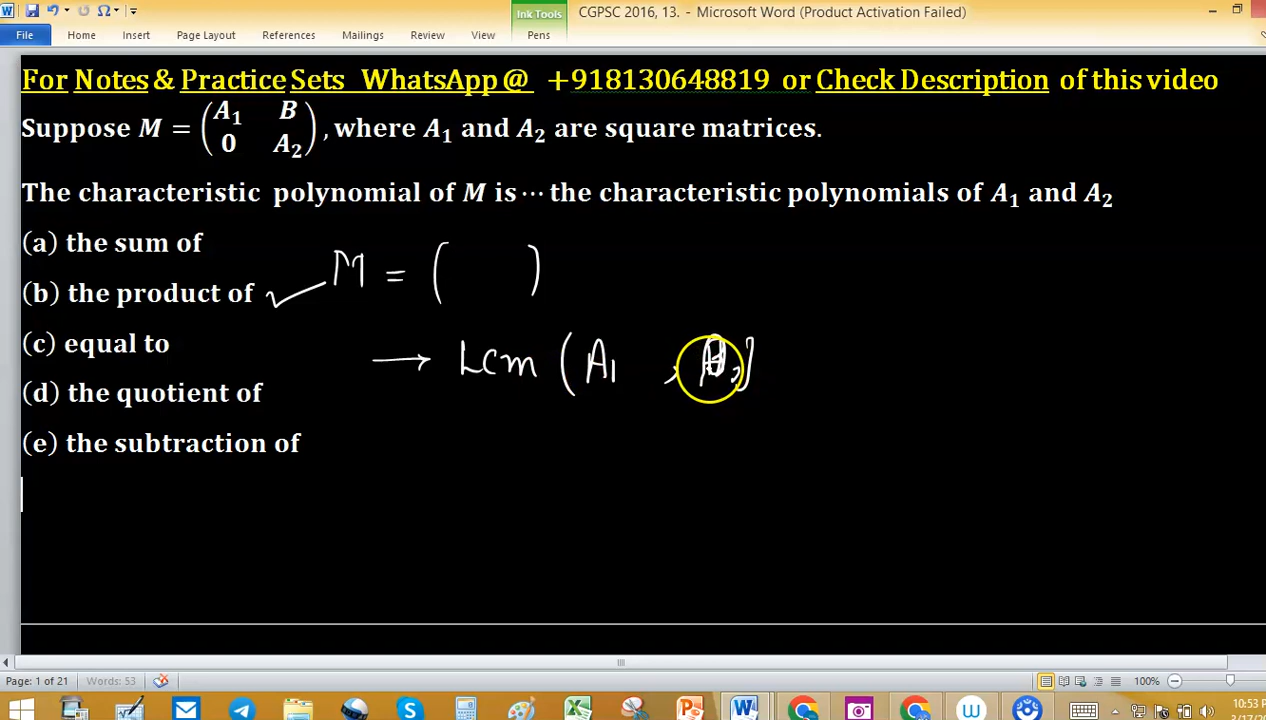 Ink Tools
CGPSC 2016, 13. - Microsoft Word (Product Activation Failed)
File Home Insert Page Layout References Mailings Review View Pens
For Notes & Practice Sets WhatsApp @ +918130648819 or Check Description of this video
Suppose M = (A₁ B
0 A₂), where A₁ and A₂ are square matrices.
The characteristic polynomial of M is⋯ the characteristic polynomials of A₁ and A₂
(a) the sum of
M = ( )
(b) the product of ✓
(c) equal to
→ Lcm (A₁ ,
(d) the quotient of
(e) the subtraction of
Page: 1 of 21 Words: 53 100%
10:53